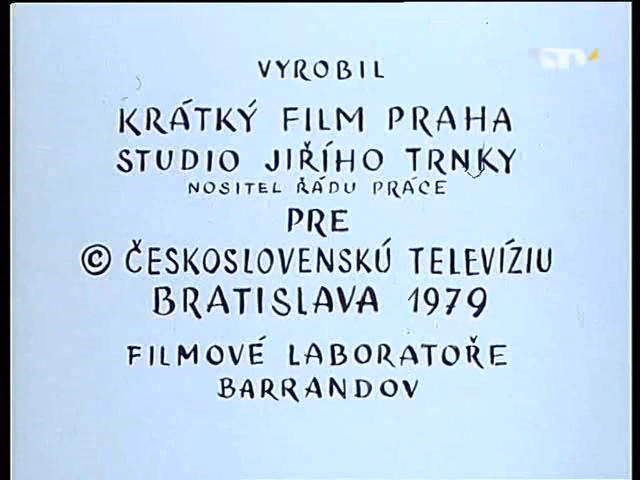 VYROBIL
KRÁTKÝ FILM PRAHA
STUDIO JIŘÍHO TRNKY
NOSITEL ŘÁDU PRÁCE
PRE
© ČESKOSLOVENSKÚ TELEVÍZIU
BRATISLAVA 1979
FILMOVÉ LABORATOŘE
BARRANDOV